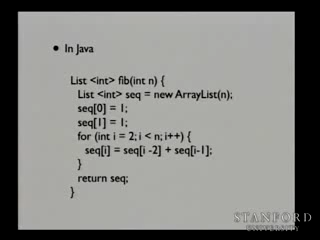 • In Java
List <int> fib(int n) {
List <int> seq = new ArrayList(n);
seq[0] = 1;
seq[1] = 1;
for (int i = 2; i < n; i++) {
seq[i] = seq[i -2] + seq[i-1];
}
return seq;
}
STANFORD
UNIVERSITY